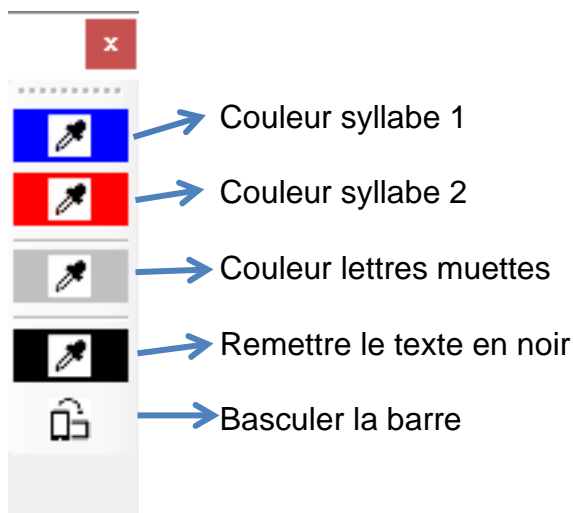 Couleur syllabe 1
Couleur syllabe 2
Couleur lettres muettes
Remettre le texte en noir
Basculer la barre